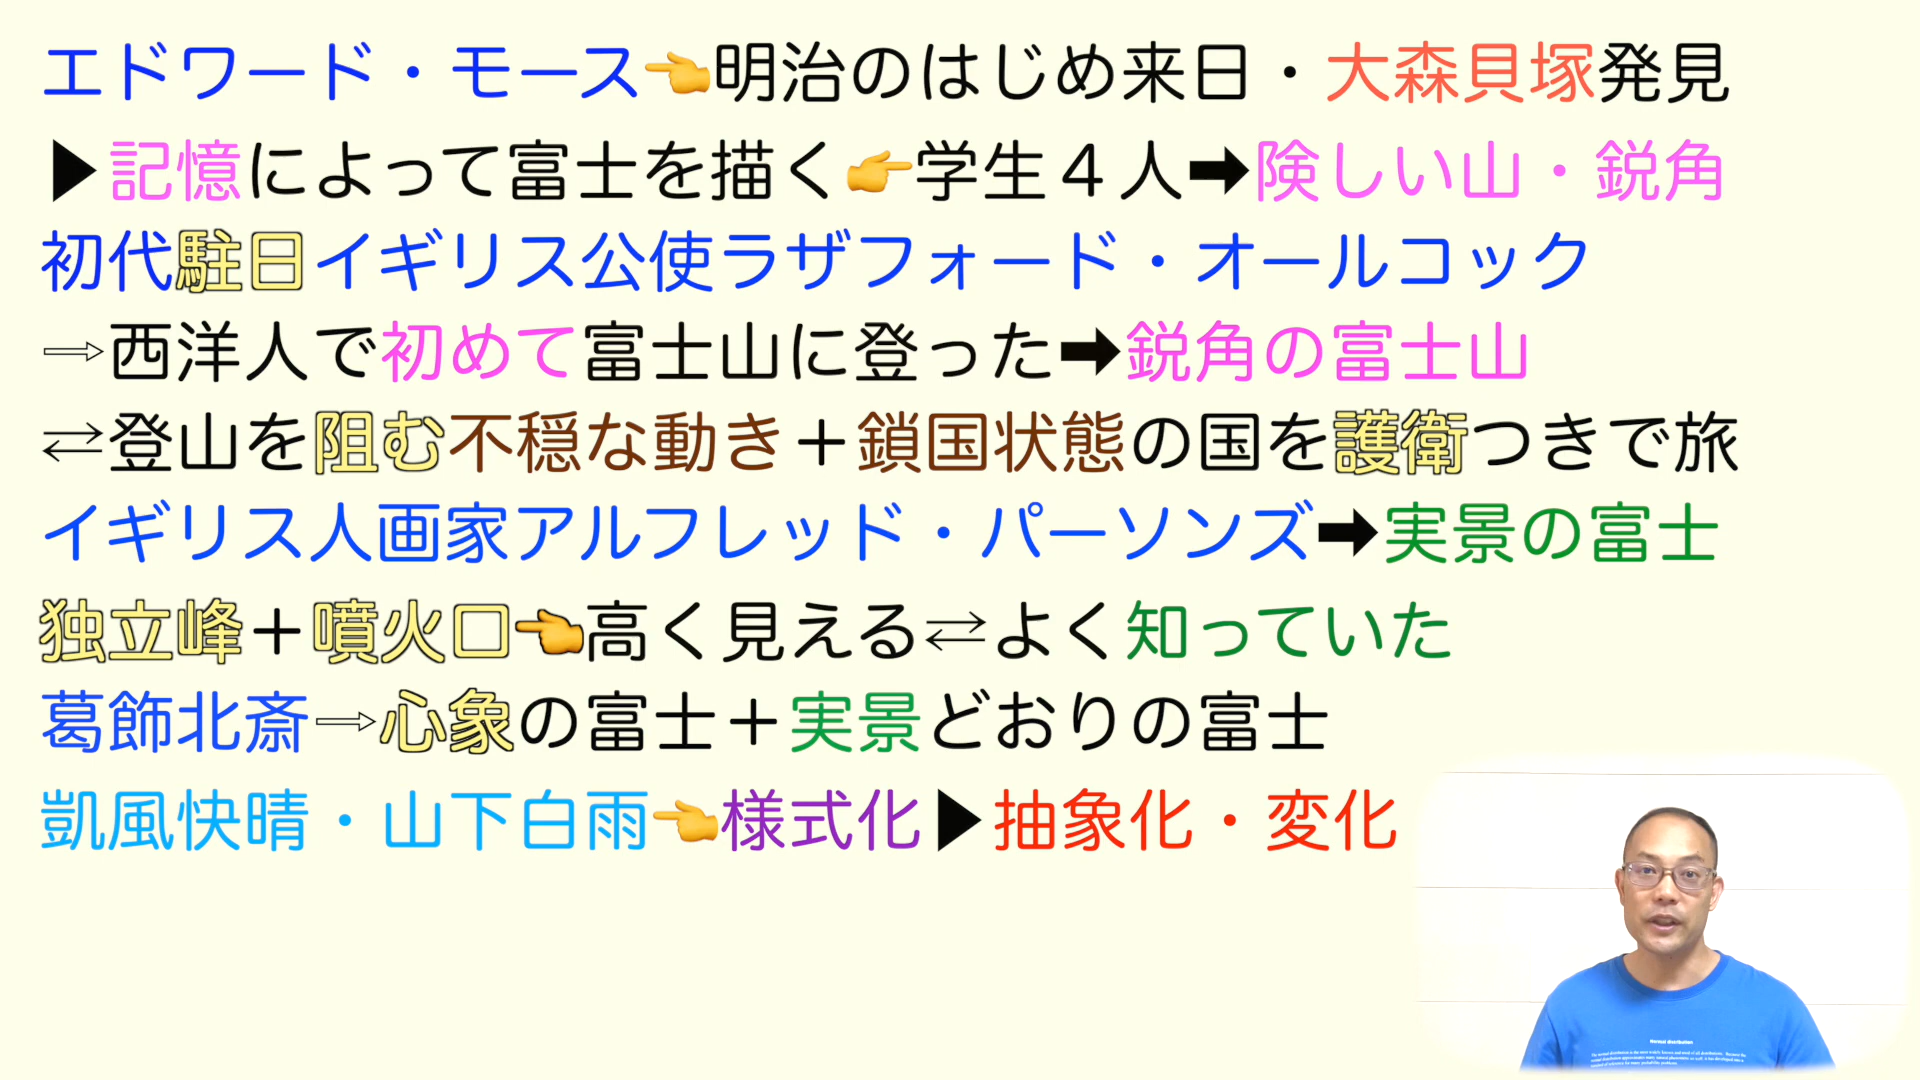 エドワード・モース👈明治のはじめ来日・大森貝塚発見
▶記憶によって富士を描く👉学生４人➡険しい山・鋭角
初代駐日イギリス公使ラザフォード・オールコック
⇨西洋人で初めて富士山に登った➡鋭角の富士山
⇄登山を阻む不穏な動き＋鎖国状態の国を護衛つきで旅
イギリス人画家アルフレッド・パーソンズ➡実景の富士
独立峰＋噴火口👈高く見える⇄よく知っていた
葛飾北斎⇨心象の富士＋実景どおりの富士
凱風快晴・山下白雨👈様式化▶抽象化・変化
Normal distribution